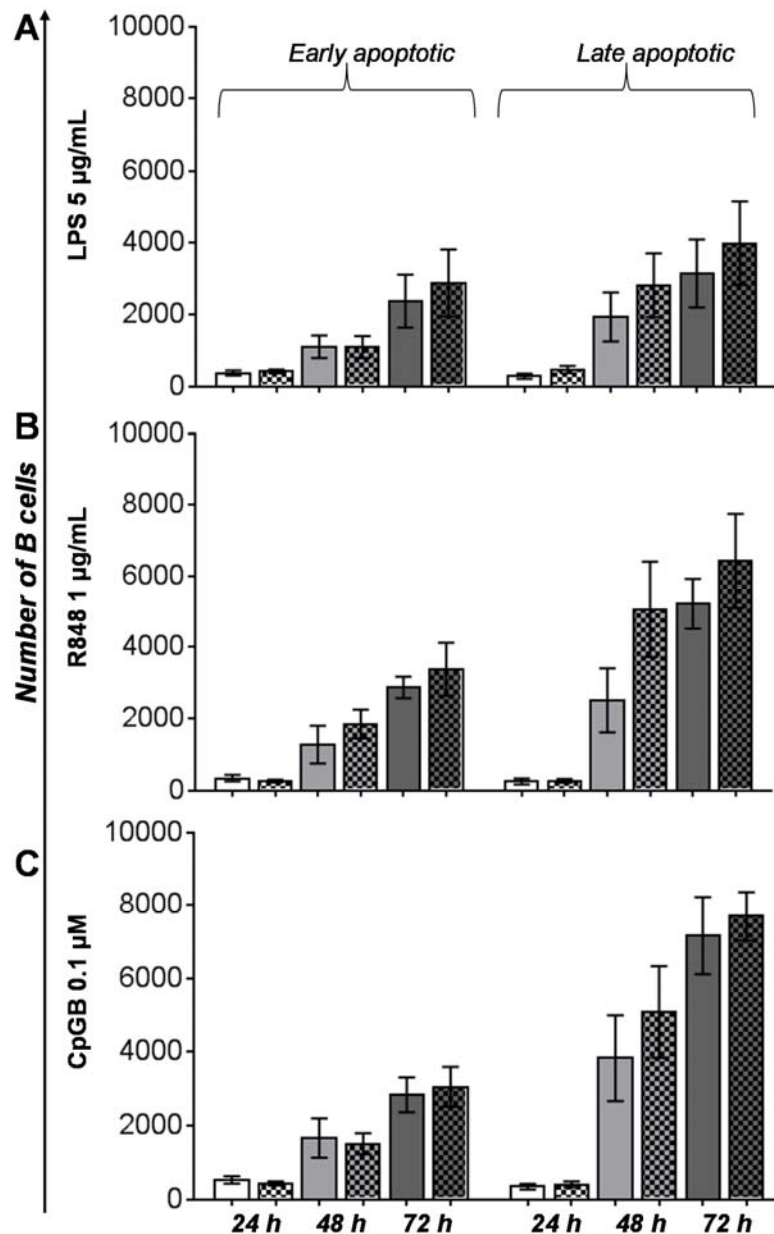 A
LPS 5 µg/mL
10000
8000
6000
4000
2000
0
Early apoptotic
Late apoptotic
Number of B cells
B
R848 1 µg/mL
10000
8000
6000
4000
2000
0
C
CpGB 0.1 µM
10000
8000
6000
4000
2000
0
24 h 48 h 72 h 24 h 48 h 72 h